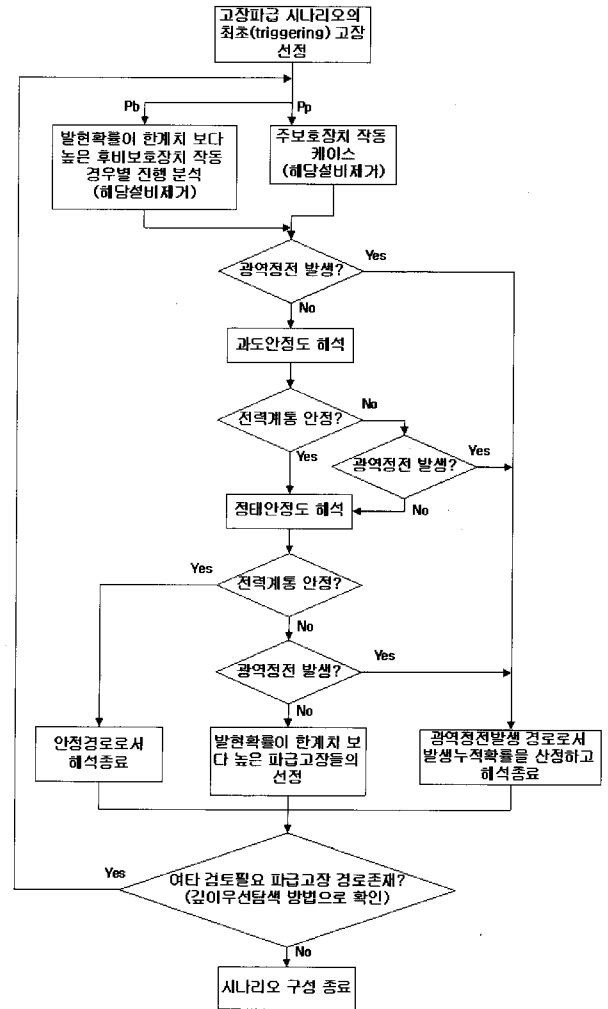 고장파급 시나리오의
최초(triggering) 고장
선정
Pb
Pp
발현확률이 한계치 보다
높은 후비보호장치 작동
경우별 진행 분석
(해당설비제거)
주보호장치 작동
케이스
(해당설비제거)
광역정전 발생?
Yes
No
과도안정도 해석
전력계통 안정?
No
Yes
광역정전 발생?
Yes
No
정태안정도 해석
전력계통 안정?
Yes
No
광역정전 발생?
Yes
No
안정경로로서
해석종료
발현확률이 한계치 보
다 높은 파급고장들의
선정
광역정전발생 경로로서
발생누적확률을 산정하고
해석종료
여타 검토필요 파급고장 경로존재?
(깊이우선탐색 방법으로 확인)
Yes
No
시나리오 구성 종료